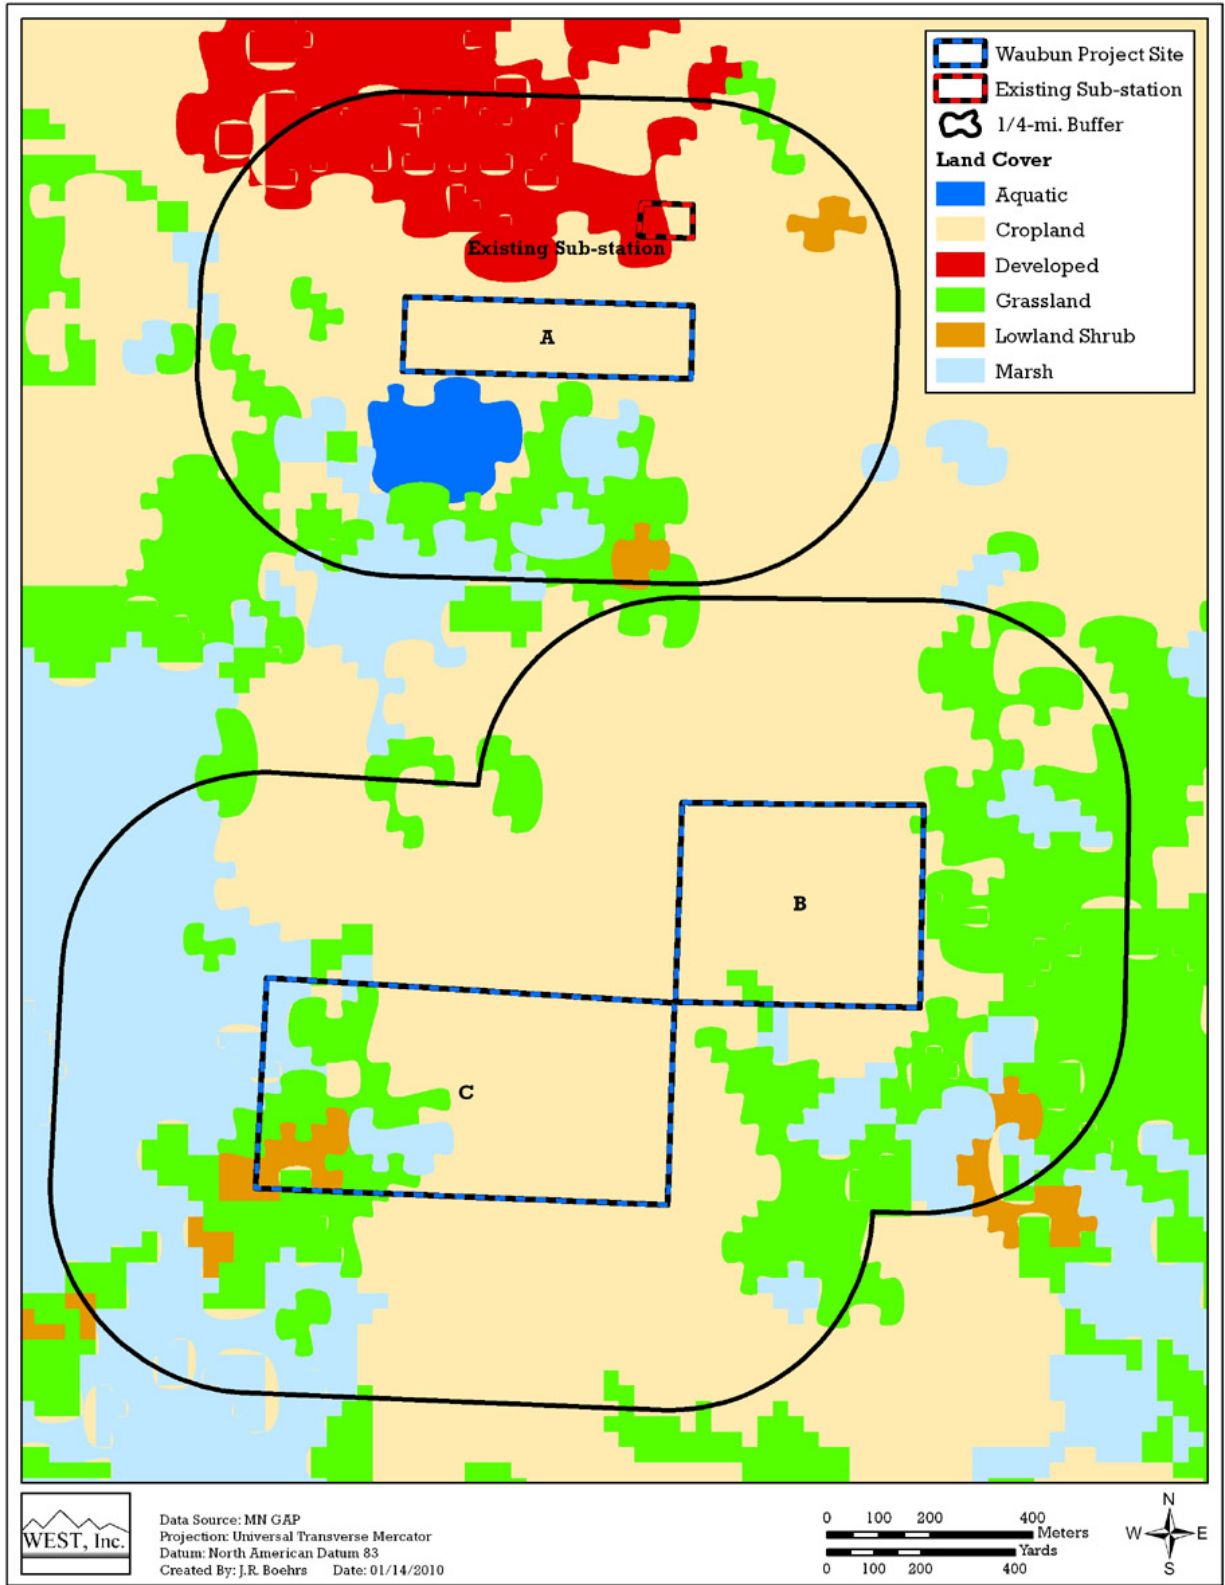 Waubun Project Site
Existing Sub-station
1/4-mi. Buffer
Land Cover
Aquatic
Cropland
Developed
Grassland
Lowland Shrub
Marsh
Existing Sub-station
A
B
C
WEST, Inc.
Data Source: MN GAP
Projection: Universal Transverse Mercator
Datum: North American Datum 83
Created By: J.R. Boehrs Date: 01/14/2010
0 100 200 400
Meters
Yards
0 100 200 400
N
W E
S